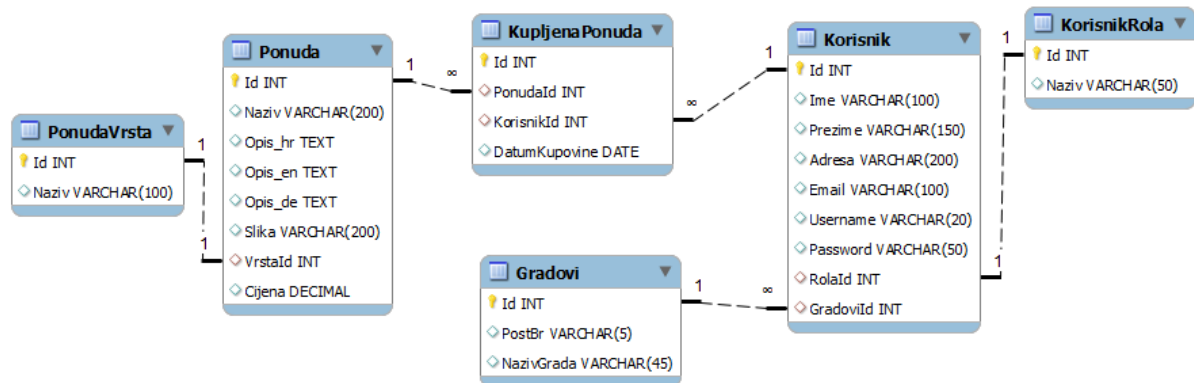 PonudaVrsta
Id INT
Naziv VARCHAR(100)
1
1
Ponuda
Id INT
Naziv VARCHAR(200)
Opis_hr TEXT
Opis_en TEXT
Opis_de TEXT
Slika VARCHAR(200)
VrstaId INT
Cijena DECIMAL
1
∞
KupljenaPonuda
Id INT
PonudaId INT
KorisnikId INT
DatumKupovine DATE
1
∞
Gradovi
Id INT
PostBr VARCHAR(5)
NazivGrada VARCHAR(45)
1
∞
Korisnik
Id INT
Ime VARCHAR(100)
Prezime VARCHAR(150)
Adresa VARCHAR(200)
Email VARCHAR(100)
Username VARCHAR(20)
Password VARCHAR(50)
RolaId INT
GradoviId INT
1
1
KorisnikRola
Id INT
Naziv VARCHAR(50)